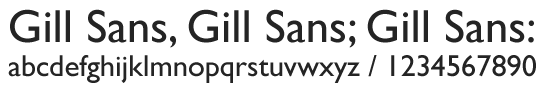 Gill Sans, Gill Sans; Gill Sans:
abcdefghijklmnopqrstuvwxyz / 1234567890